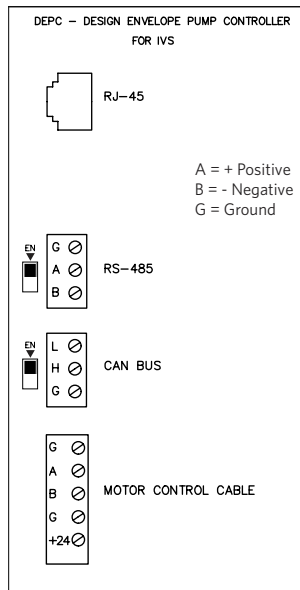 DEPC – DESIGN ENVELOPE PUMP CONTROLLER
FOR IVS
RJ–45
A = + Positive
B = - Negative
G = Ground
EN
G
A
B
RS–485
EN
L
H
G
CAN BUS
G
A
B
G
+24
MOTOR CONTROL CABLE